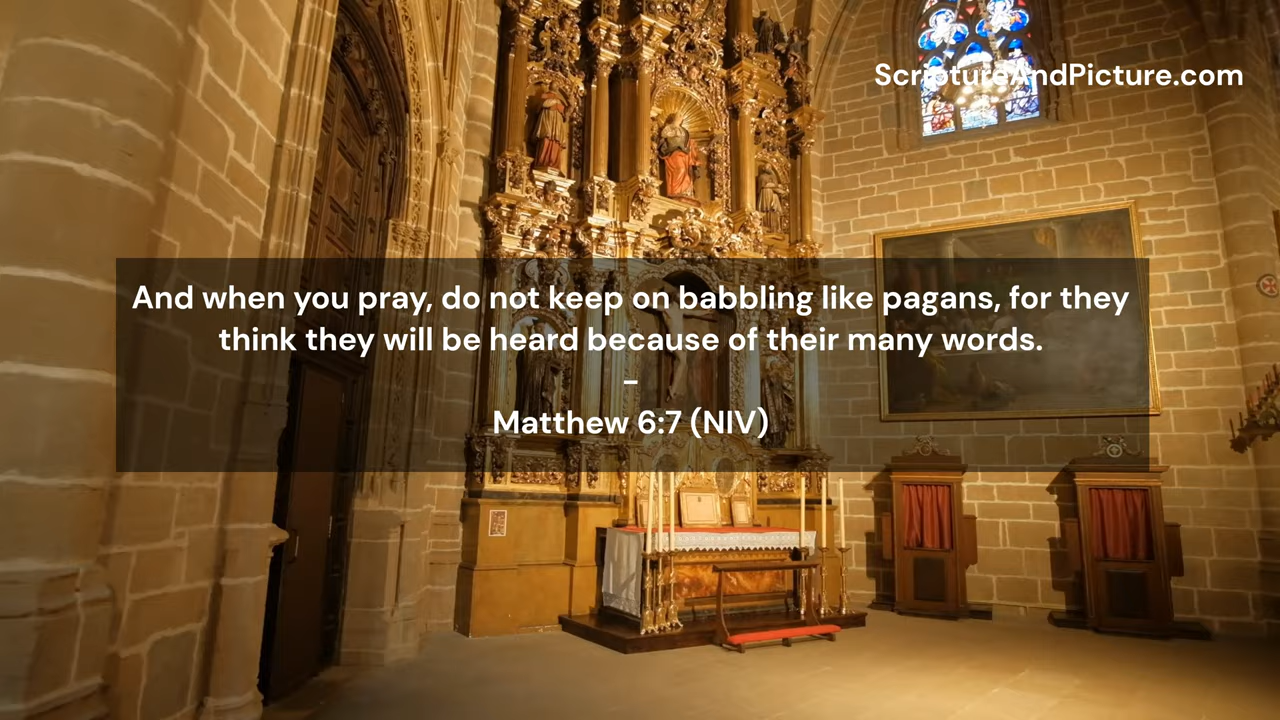 ScriptureAndPicture.com
And when you pray, do not keep on babbling like pagans, for they
think they will be heard because of their many words.
-
Matthew 6:7 (NIV)